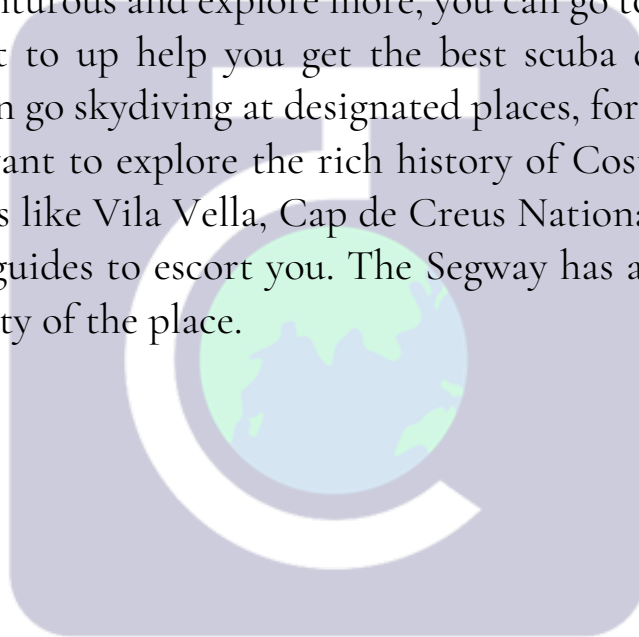 nturous and explore more, you can go to
t to up help you get the best scuba
n go skydiving at designated places, for
ant to explore the rich history of Cos
s like Vila Vella, Cap de Creus Nationa
guides to escort you. The Segway has a
ty of the place.